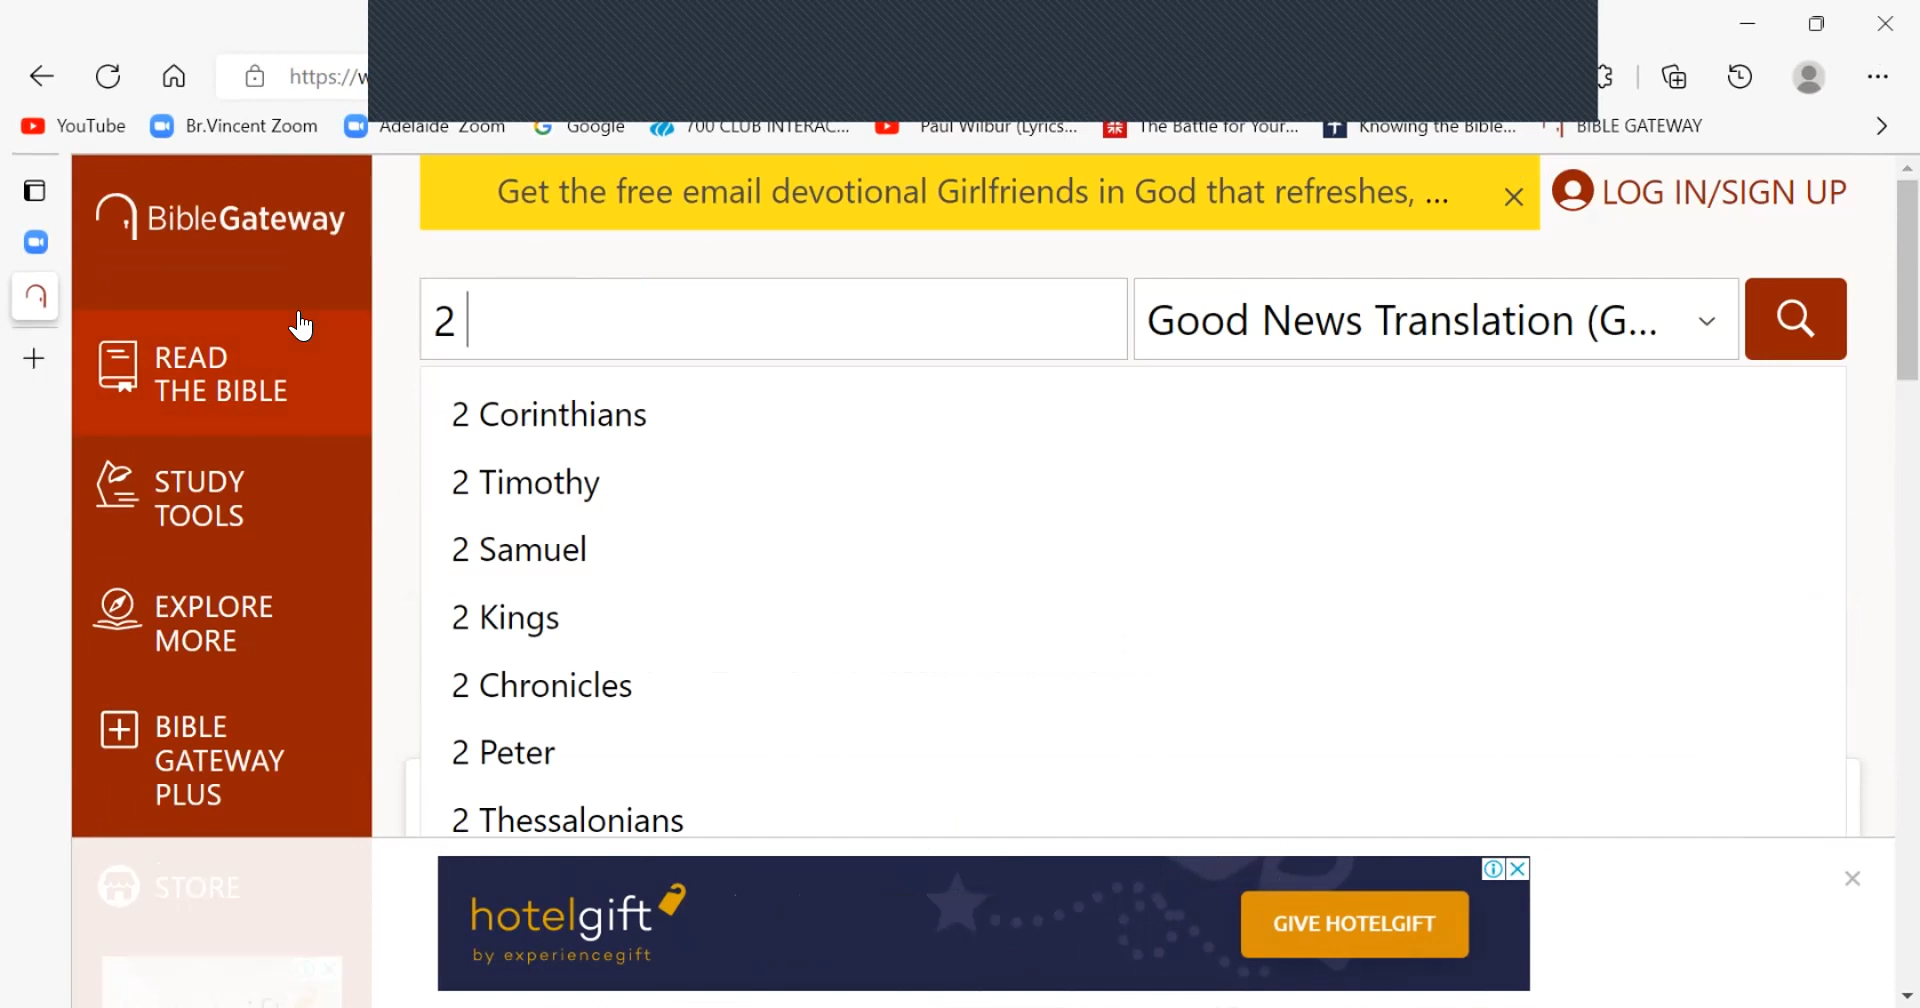 https://w
YouTube Br.Vincent Zoom Adelaide Zoom Google 700 CLUB INTERAC... Paul Wilbur (Lyrics... The Battle for Your... Knowing the Bible... BIBLE GATEWAY
BibleGateway
Get the free email devotional Girlfriends in God that refreshes, ...
LOG IN/SIGN UP
2
Good News Translation (G...
READ
THE BIBLE
STUDY
TOOLS
EXPLORE
MORE
BIBLE
GATEWAY
PLUS
STORE
2 Corinthians
2 Timothy
2 Samuel
2 Kings
2 Chronicles
2 Peter
2 Thessalonians
hotelgift
by experiencegift
GIVE HOTELGIFT